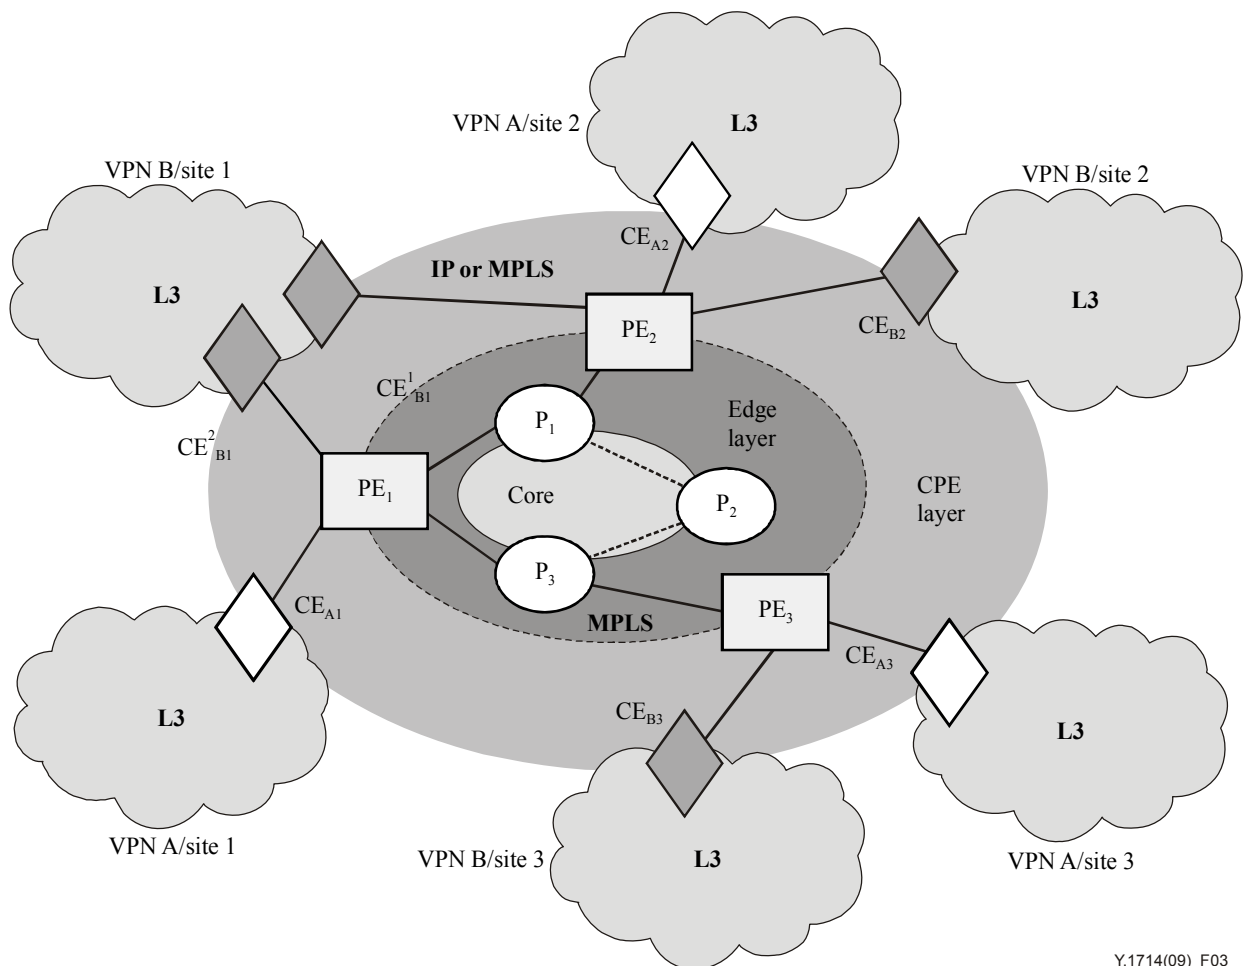 VPN A/site 2
L3
VPN B/site 1
VPN B/site 2
CE_A2
IP or MPLS
L3
L3
PE_2
CE_B2
CE^1_B1
Edge
layer
P_1
CE^2_B1
PE_1
Core
P_2
CPE
layer
P_3
CE_A1
MPLS
PE_3
CE_A3
L3
CE_B3
L3
VPN A/site 1
VPN B/site 3
L3
VPN A/site 3
Y.1714(09)_F03